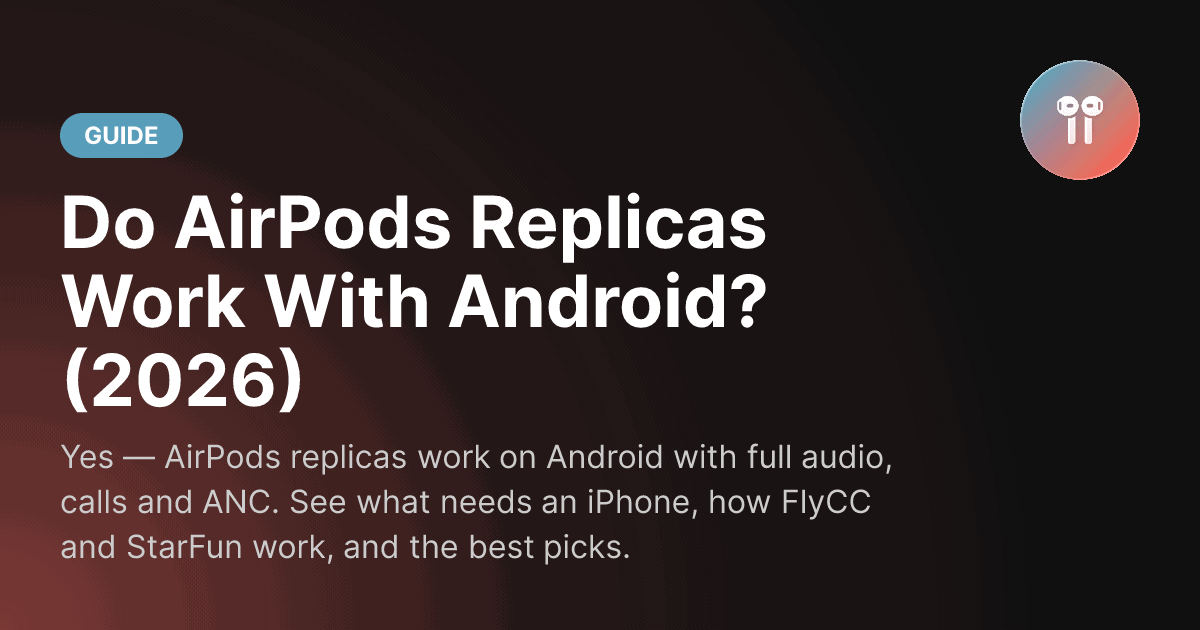 GUIDE
Do AirPods Replicas
Work With Android?
(2026)
Yes — AirPods replicas work on Android with full audio,
calls and ANC. See what needs an iPhone, how FlyCC
and StarFun work, and the best picks.